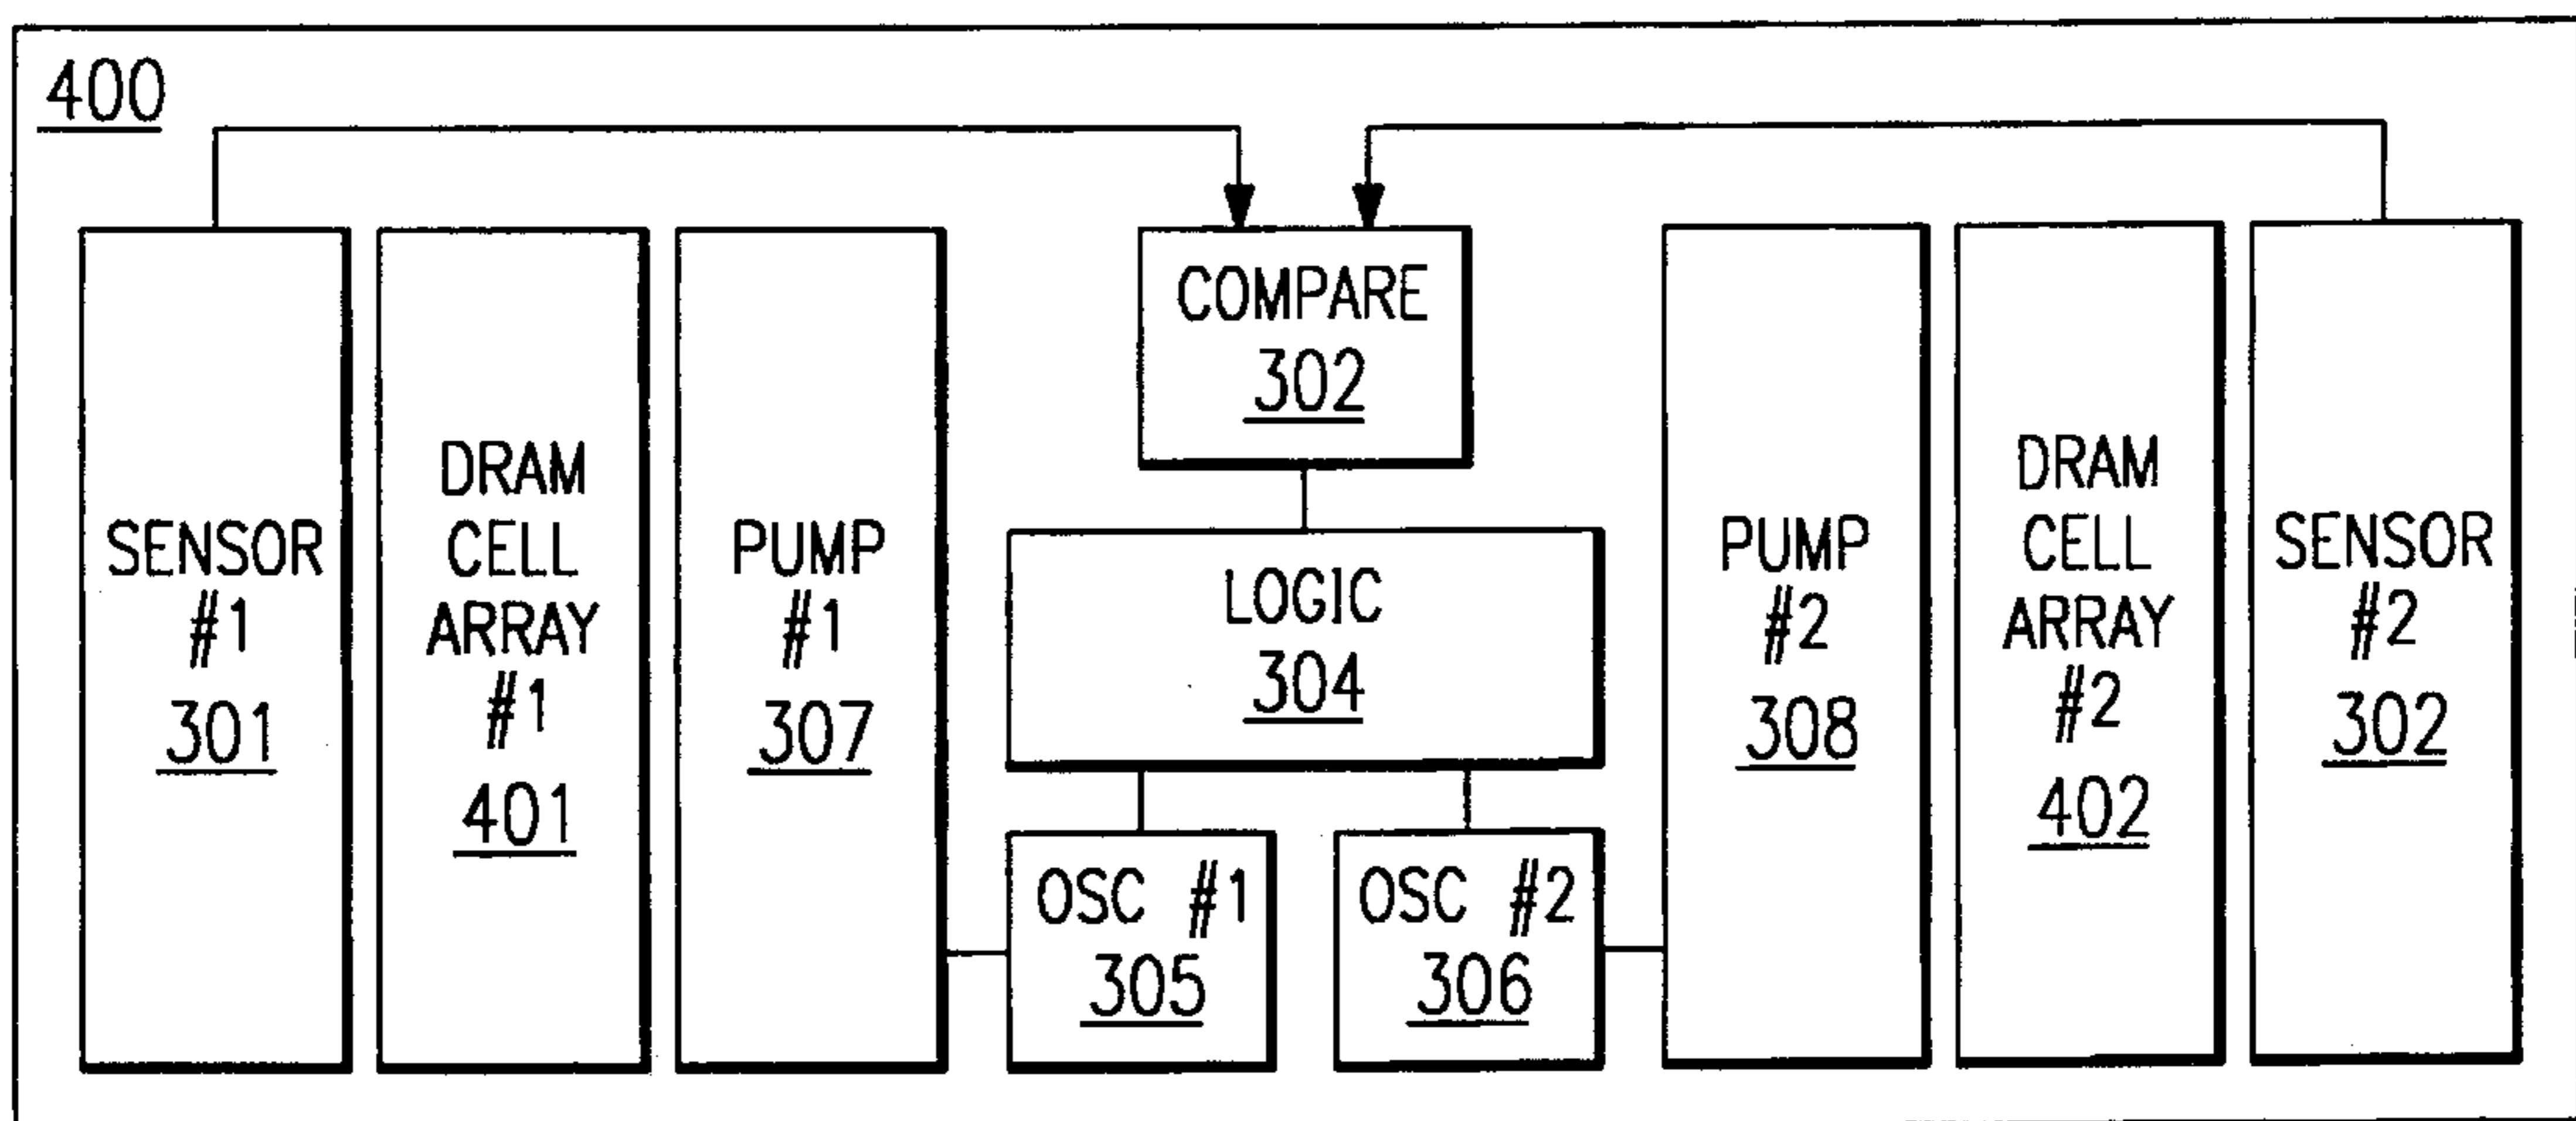 400
SENSOR
#1
301
DRAM
CELL
ARRAY
#1
401
PUMP
#1
307
COMPARE
302
LOGIC
304
OSC #1
305
OSC #2
306
PUMP
#2
308
DRAM
CELL
ARRAY
#2
402
SENSOR
#2
302